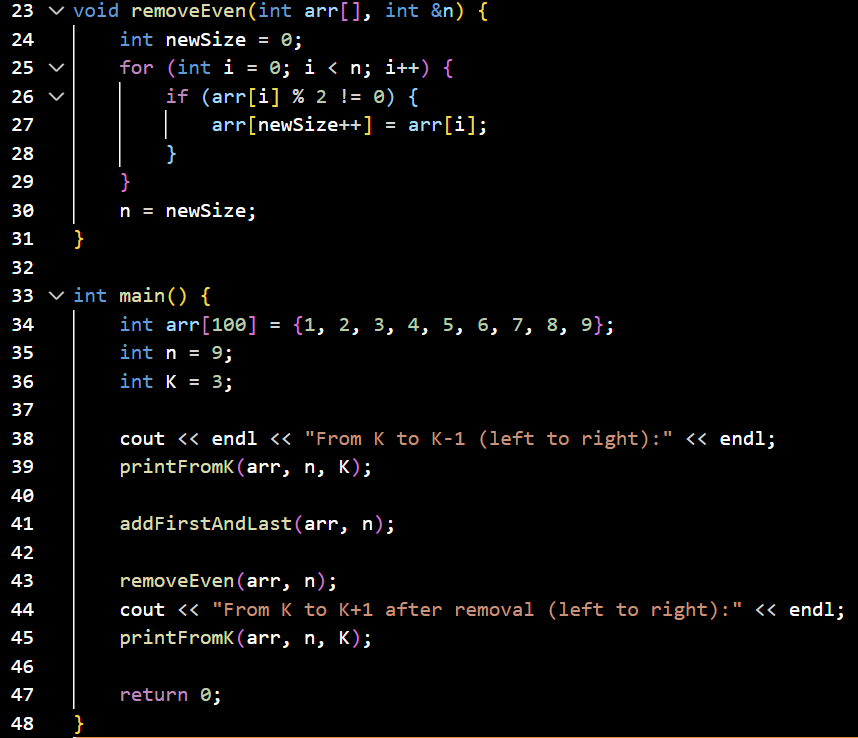 23 void removeEven(int arr[], int &n) {
24     int newSize = 0;
25     for (int i = 0; i < n; i++) {
26         if (arr[i] % 2 != 0) {
27             arr[newSize++] = arr[i];
28         }
29     }
30     n = newSize;
31 }
32
33 int main() {
34     int arr[100] = {1, 2, 3, 4, 5, 6, 7, 8, 9};
35     int n = 9;
36     int K = 3;
37
38     cout << endl << "From K to K-1 (left to right):" << endl;
39     printFromK(arr, n, K);
40
41     addFirstAndLast(arr, n);
42
43     removeEven(arr, n);
44     cout << "From K to K+1 after removal (left to right):" << endl;
45     printFromK(arr, n, K);
46
47     return 0;
48 }